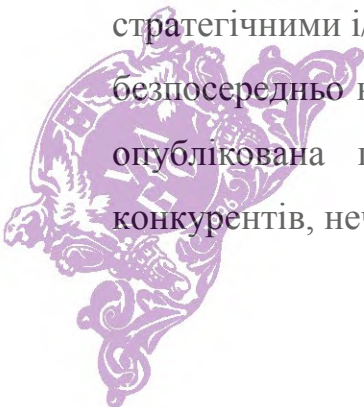 стратегічними і
безпосередньо
опублікована
конкурентів,